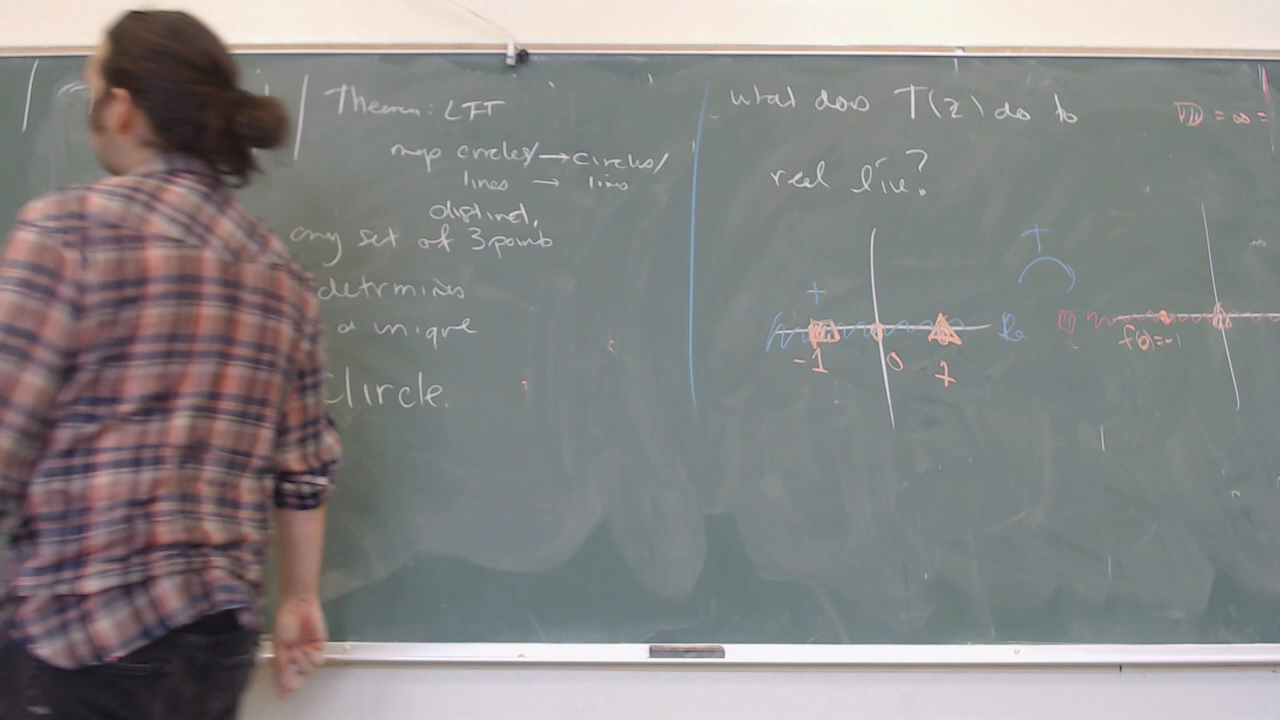 Theorem: LFT
map circles/→circles/
lines → lines
distinct,
any set of 3 points
determines
a unique
Circle.
what does T(z) do to
real line?
= ∞ =
+
Re
-1
0
1
f(0)=-1